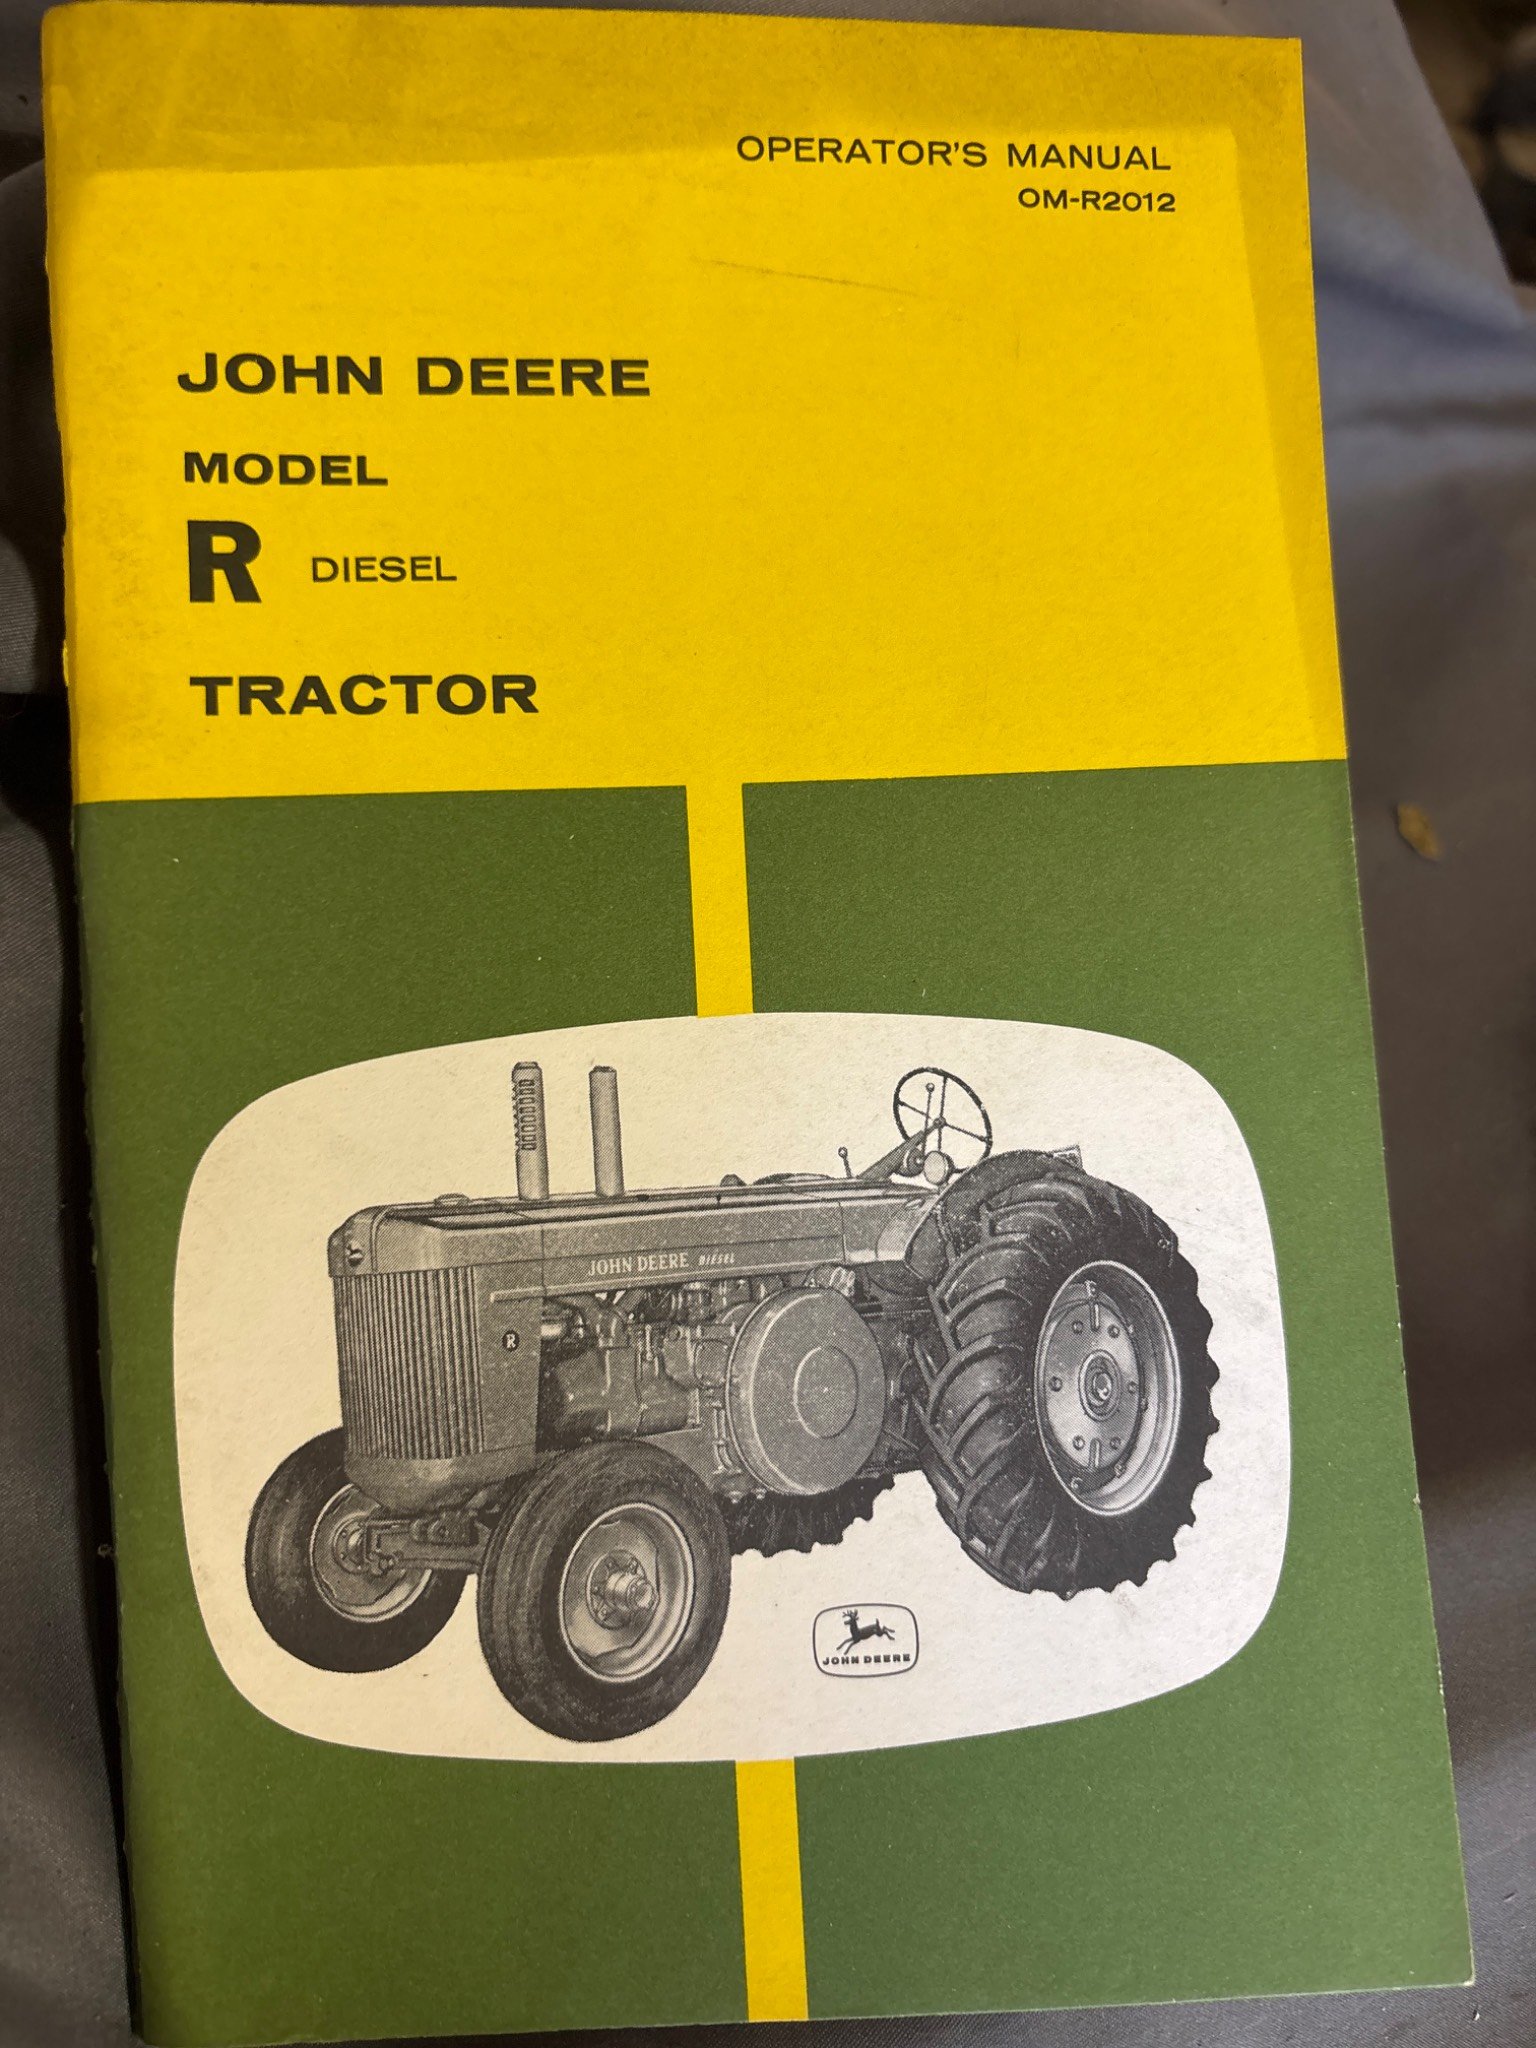 OPERATOR'S MANUAL
OM-R2012
JOHN DEERE
MODEL
R DIESEL
TRACTOR
JOHN DEERE DIESEL
R
JOHN DEERE